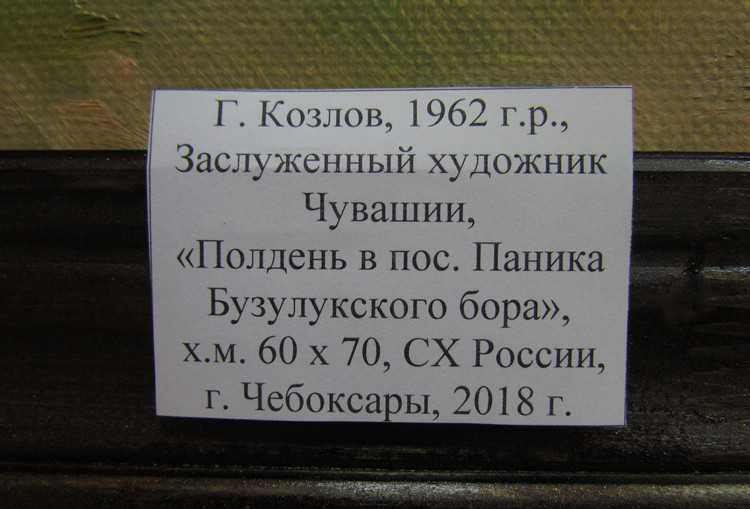 Г. Козлов, 1962 г.р.,
Заслуженный художник
Чувашии,
«Полдень в пос. Паника
Бузулукского бора»,
х.м. 60 х 70, СХ России,
г. Чебоксары, 2018 г.